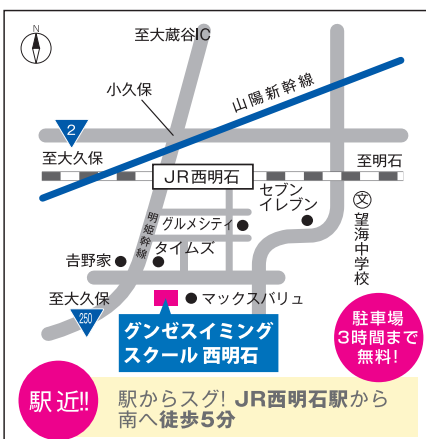 N
至大蔵谷IC
小久保
山陽新幹線
2
至大久保
至明石
JR西明石
セブン
イレブン
グルメシティ
明姫幹線
望海中学校
文
吉野家
タイムズ
至大久保
マックスバリュ
250
グンゼスイミング
スクール 西明石
駐車場
3時間まで
無料!
駅近!!
駅からスグ! JR西明石駅から
南へ徒歩5分